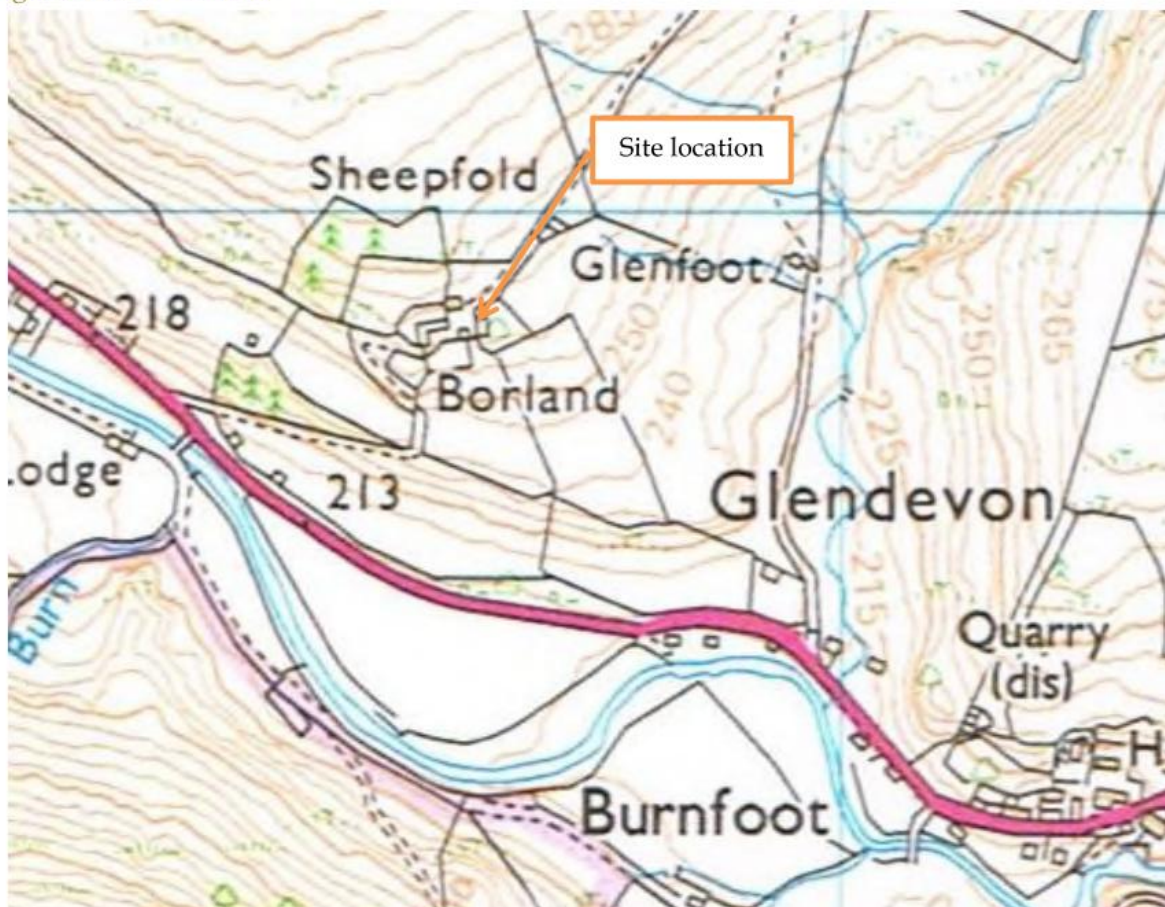 285
Site location
Sheepfold
Glenfoot
218
250
265
250
Borland
240
225
Lodge
213
Glendevon
215
Burn
Quarry
(dis)
H
Burnfoot